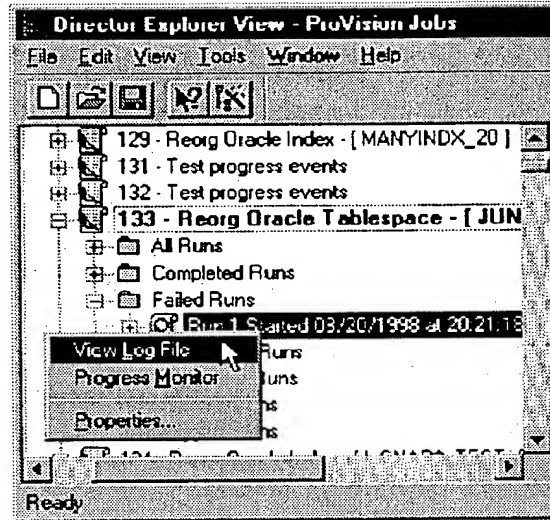 Director Explorer View - ProVision Jobs
File Edit View Tools Window Help
129 - Reorg Oracle Index - [ MANYINDX_20 ]
131 - Test progress events
132 - Test progress events
133 - Reorg Oracle Tablespace - [ JUN
All Runs
Completed Runs
Failed Runs
Run 1 Started 03/20/1998 at 20:21:18
View Log File
Runs
Progress Monitor
uns
ns
Properties...
ns
Ready